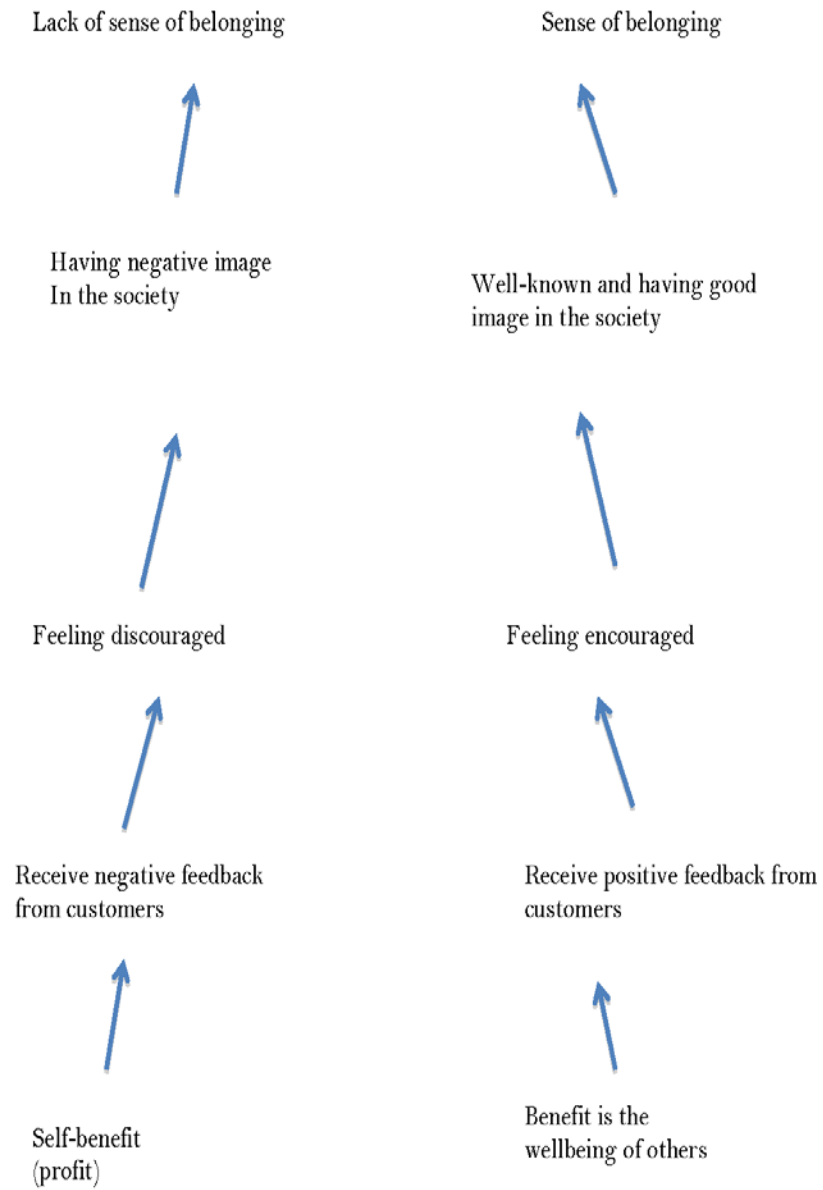 Lack of sense of belonging
Sense of belonging
Having negative image
In the society
Well-known and having good
image in the society
Feeling discouraged
Feeling encouraged
Receive negative feedback
from customers
Receive positive feedback from
customers
Self-benefit
(profit)
Benefit is the
wellbeing of others